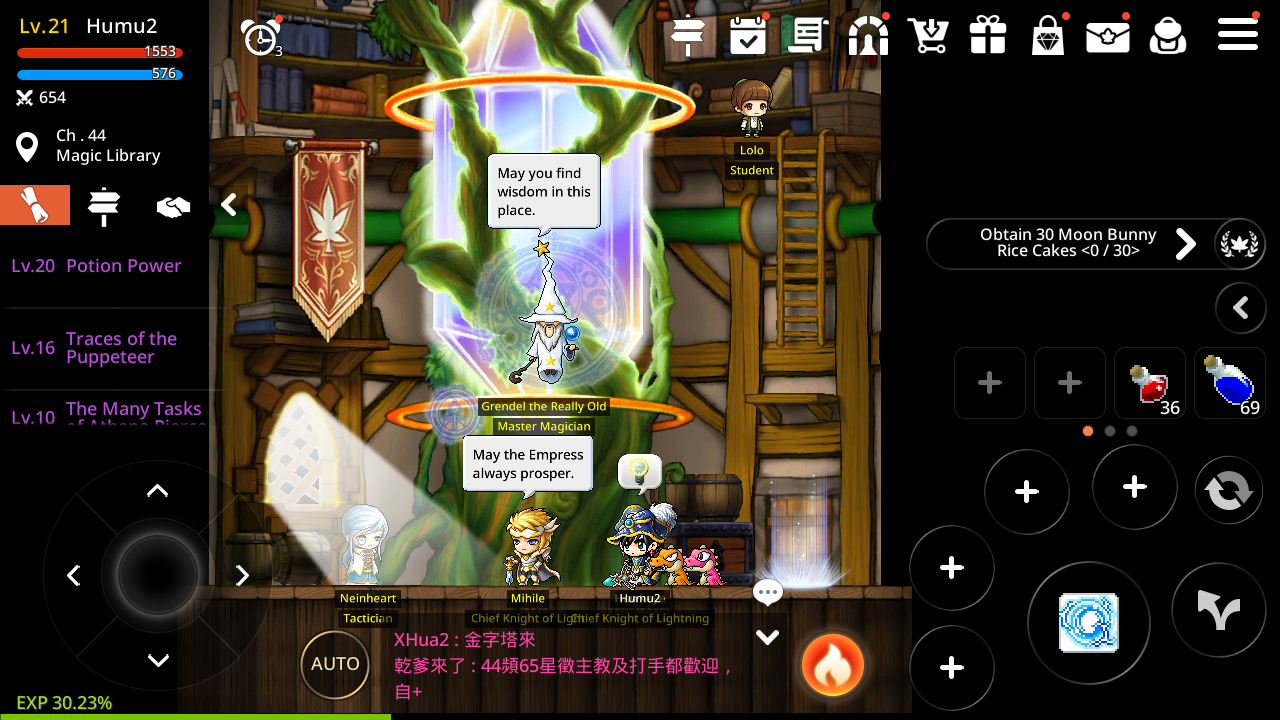 Lv.21 Humu2
1553
576
654
Ch . 44
Magic Library
3
Lv.20 Potion Power
Lv.16 Traces of the
Puppeteer
Lv.10 The Many Tasks
of Athena Pierce
May you find
wisdom in this
place.
Lolo
Student
Obtain 30 Moon Bunny
Rice Cakes <0 / 30>
36
69
Grendel the Really Old
Master Magician
May the Empress
always prosper.
Neinheart
Tactician
Mihile
Chief Knight of Light
Humu2
Chief Knight of Lightning
AUTO
XHua2 : 金字塔來
乾爹來了 : 44頻65星徵主教及打手都歡迎，
自+
EXP 30.23%